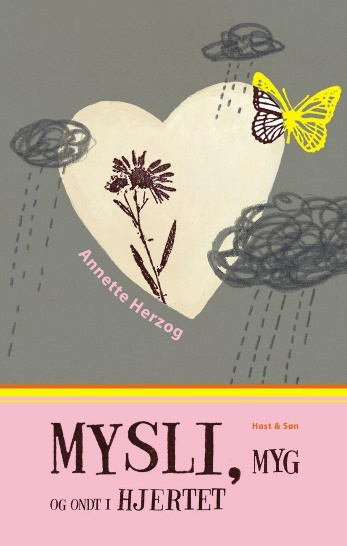 Annette Herzog
Høst & Søn
MYSLI, MYG
OG ONDT I HJERTET